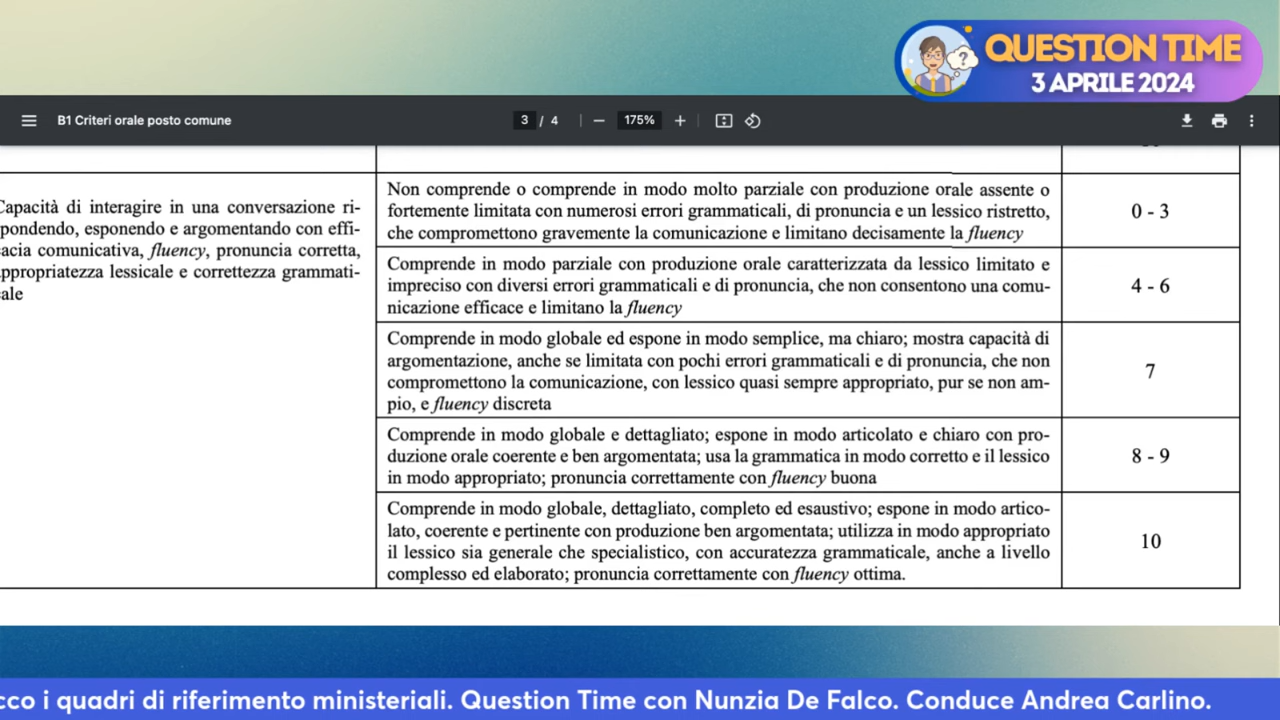 QUESTION TIME
3 APRILE 2024
B1 Criteri orale posto comune
3 / 4
175%
Capacità di interagire in una conversazione ri-
pondendo, esponendo e argomentando con effi-
acia comunicativa, fluency, pronuncia corretta,
ppropriatezza lessicale e correttezza grammati-
ale
Non comprende o comprende in modo molto parziale con produzione orale assente o
fortemente limitata con numerosi errori grammaticali, di pronuncia e un lessico ristretto,
che compromettono gravemente la comunicazione e limitano decisamente la fluency
0 - 3
Comprende in modo parziale con produzione orale caratterizzata da lessico limitato e
impreciso con diversi errori grammaticali e di pronuncia, che non consentono una comu-
nicazione efficace e limitano la fluency
4 - 6
Comprende in modo globale ed espone in modo semplice, ma chiaro; mostra capacità di
argomentazione, anche se limitata con pochi errori grammaticali e di pronuncia, che non
compromettono la comunicazione, con lessico quasi sempre appropriato, pur se non am-
pio, e fluency discreta
7
Comprende in modo globale e dettagliato; espone in modo articolato e chiaro con pro-
duzione orale coerente e ben argomentata; usa la grammatica in modo corretto e il lessico
in modo appropriato; pronuncia correttamente con fluency buona
8 - 9
Comprende in modo globale, dettagliato, completo ed esaustivo; espone in modo artico-
lato, coerente e pertinente con produzione ben argomentata; utilizza in modo appropriato
il lessico sia generale che specialistico, con accuratezza grammaticale, anche a livello
complesso ed elaborato; pronuncia correttamente con fluency ottima.
10
cco i quadri di riferimento ministeriali. Question Time con Nunzia De Falco. Conduce Andrea Carlino.